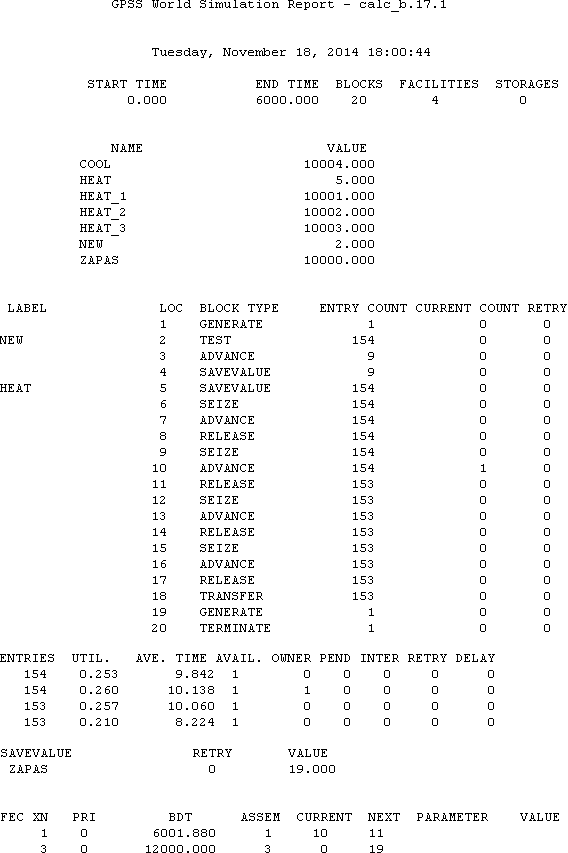 GPSS World Simulation Report - calc_b.17.1
Tuesday, November 18, 2014 18:00:44
START TIME END TIME BLOCKS FACILITIES STORAGES
0.000 6000.000 20 4 0
NAME VALUE
COOL 10004.000
HEAT 5.000
HEAT_1 10001.000
HEAT_2 10002.000
HEAT_3 10003.000
NEW 2.000
ZAPAS 10000.000
LABEL LOC BLOCK TYPE ENTRY COUNT CURRENT COUNT RETRY
1 GENERATE 1 0 0
NEW 2 TEST 154 0 0
3 ADVANCE 9 0 0
4 SAVEVALUE 9 0 0
HEAT 5 SAVEVALUE 154 0 0
6 SEIZE 154 0 0
7 ADVANCE 154 0 0
8 RELEASE 154 0 0
9 SEIZE 154 0 0
10 ADVANCE 154 1 0
11 RELEASE 153 0 0
12 SEIZE 153 0 0
13 ADVANCE 153 0 0
14 RELEASE 153 0 0
15 SEIZE 153 0 0
16 ADVANCE 153 0 0
17 RELEASE 153 0 0
18 TRANSFER 153 0 0
19 GENERATE 1 0 0
20 TERMINATE 1 0 0
ENTRIES UTIL. AVE. TIME AVAIL. OWNER PEND INTER RETRY DELAY
154 0.253 9.842 1 0 0 0 0 0
154 0.260 10.138 1 1 0 0 0 0
153 0.257 10.060 1 0 0 0 0 0
153 0.210 8.224 1 0 0 0 0 0
SAVEVALUE RETRY VALUE
ZAPAS 0 19.000
FEC XN PRI BDT ASSEM CURRENT NEXT PARAMETER VALUE
1 0 6001.880 1 10 11
3 0 12000.000 3 0 19